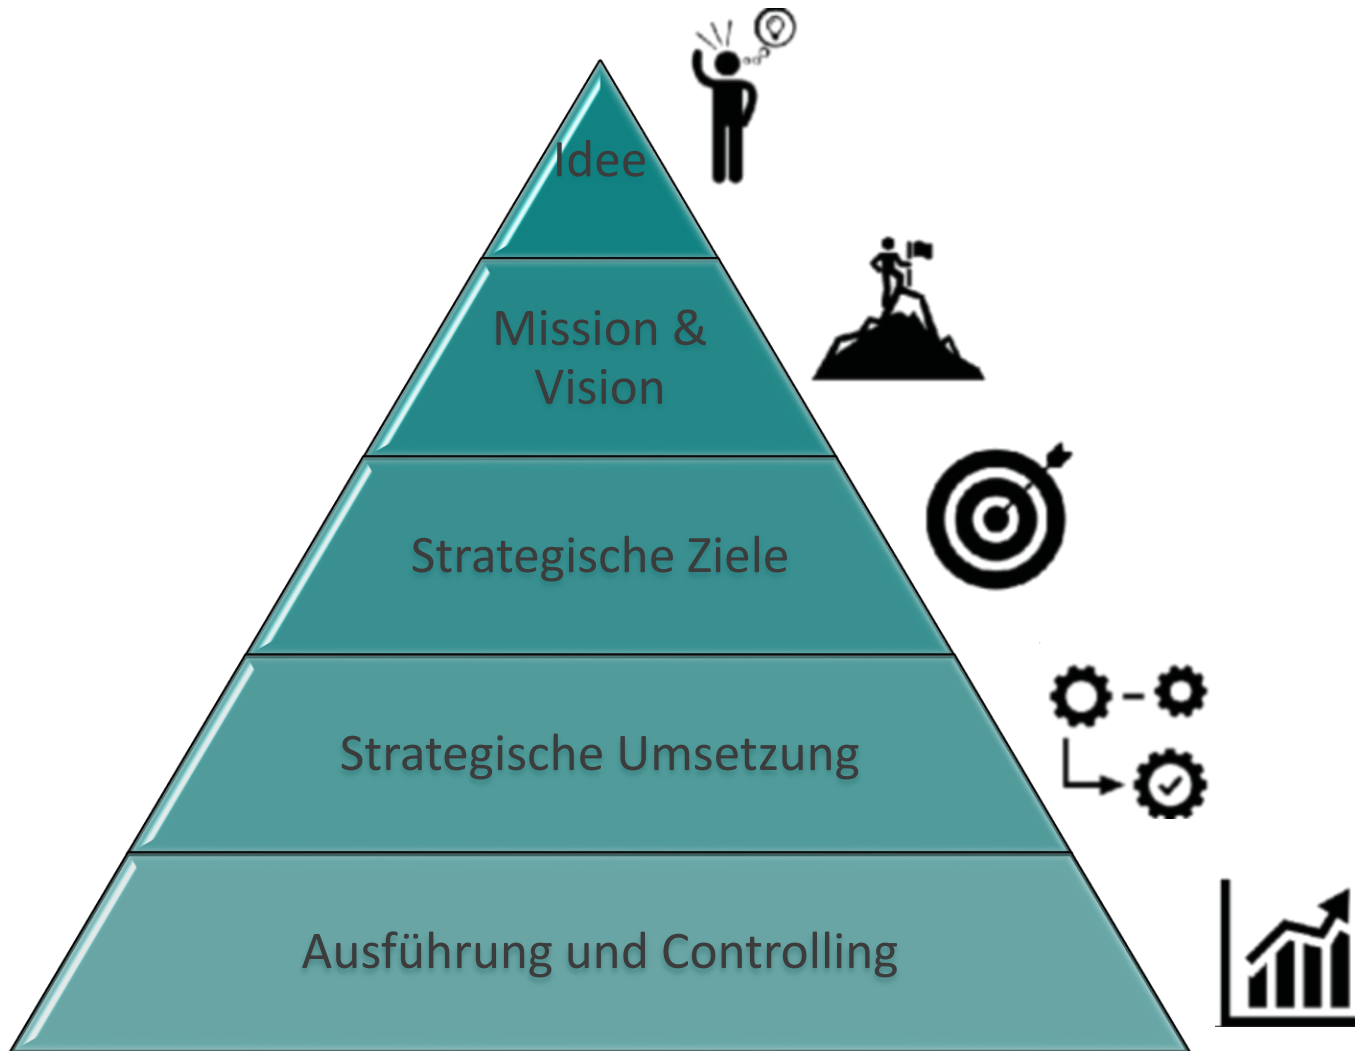 Idee
Mission &
Vision
Strategische Ziele
Strategische Umsetzung
Ausführung und Controlling